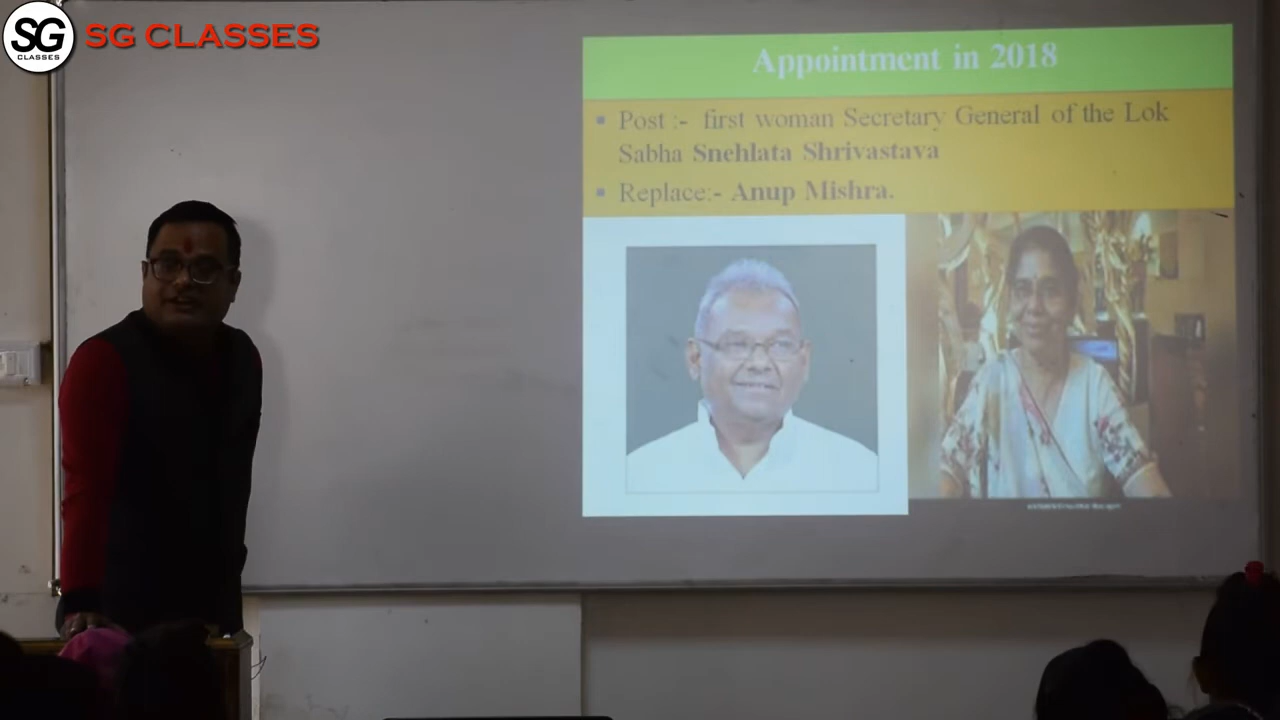 SG
CLASSES
SG CLASSES
Appointment in 2018
▪ Post :- first woman Secretary General of the Lok
Sabha Snehlata Shrivastava
▪ Replace:- Anup Mishra.